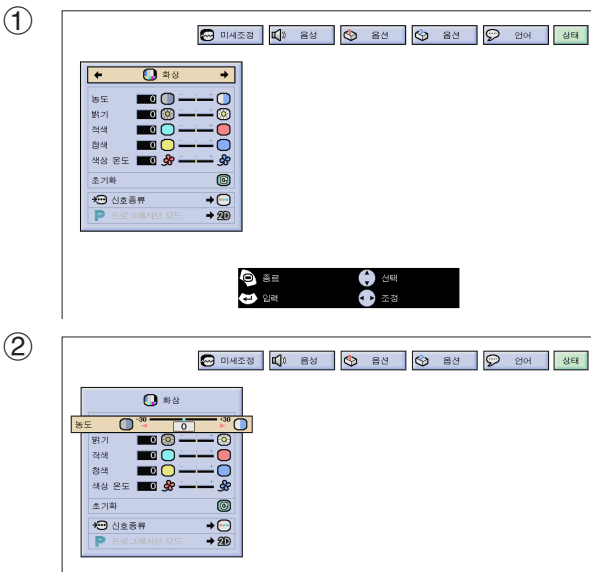 ①
미세조정 음성 옵션 옵션 언어 상태
화상
농도 0
밝기 0
적색 0
청색 0
색상 온도 0
초기화
신호종류
P 프로그레시브 모드 2D
종료 선택
입력 조정
②
미세조정 음성 옵션 옵션 언어 상태
화상
농도 -30 0 +30
밝기 0
적색 0
청색 0
색상 온도 0
초기화
신호종류
P 프로그레시브 모드 2D